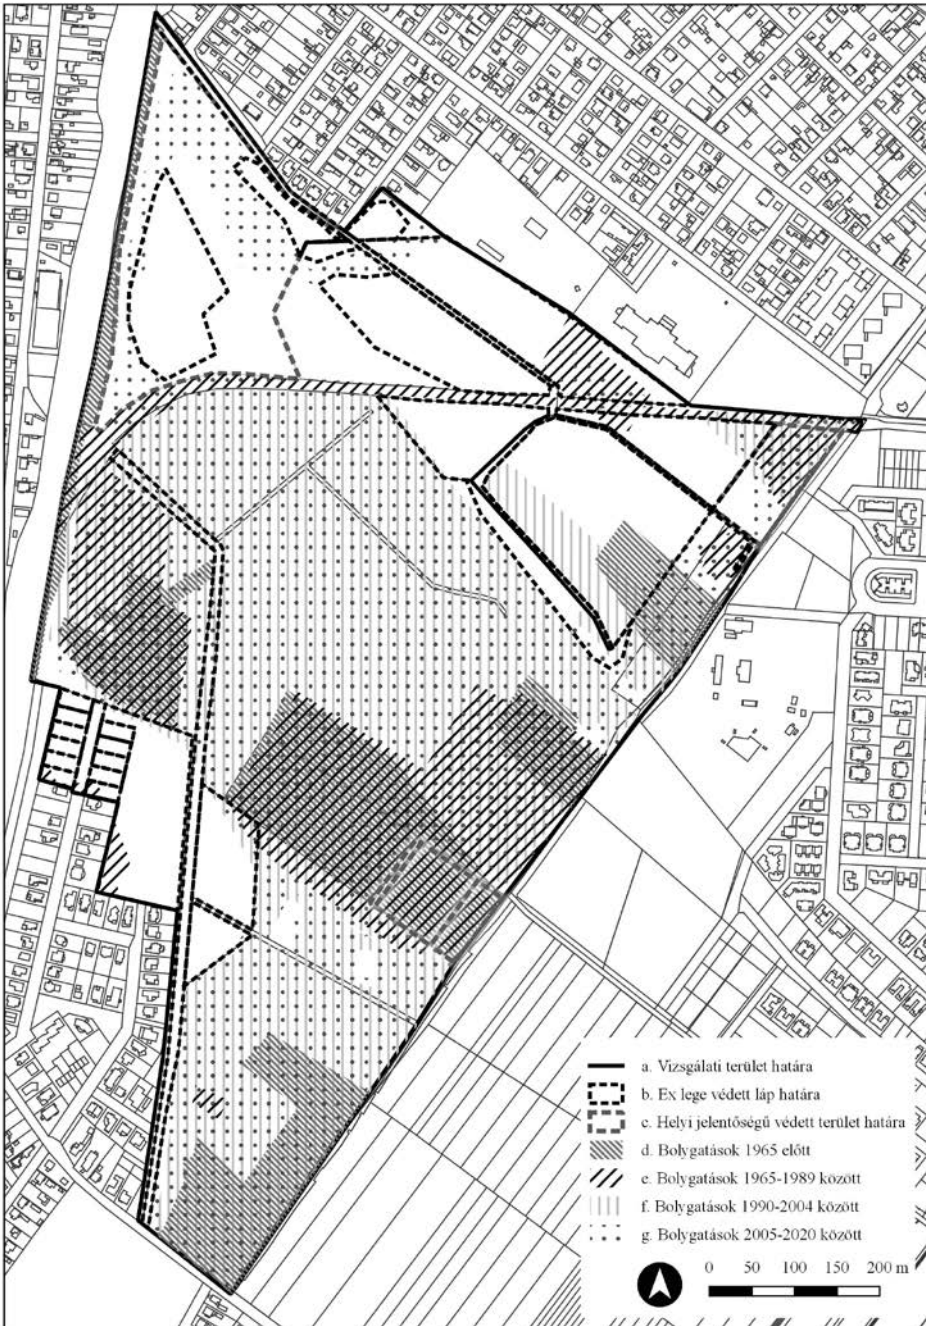 a. Vizsgálati terület határa
b. Ex lege védett láp határa
c. Helyi jelentőségű védett terület határa
d. Bolygatások 1965 előtt
e. Bolygatások 1965-1989 között
f. Bolygatások 1990-2004 között
g. Bolygatások 2005-2020 között
0 50 100 150 200 m